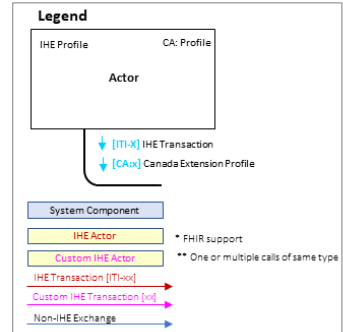 Legend
IHE Profile CA: Profile
Actor
[ITI-X] IHE Transaction
[CA:x] Canada Extension Profile
System Component
IHE Actor * FHIR support
Custom IHE Actor ** One or multiple calls of same type
IHE Transaction [ITI-xx]
Custom IHE Transaction [xx]
Non-IHE Exchange